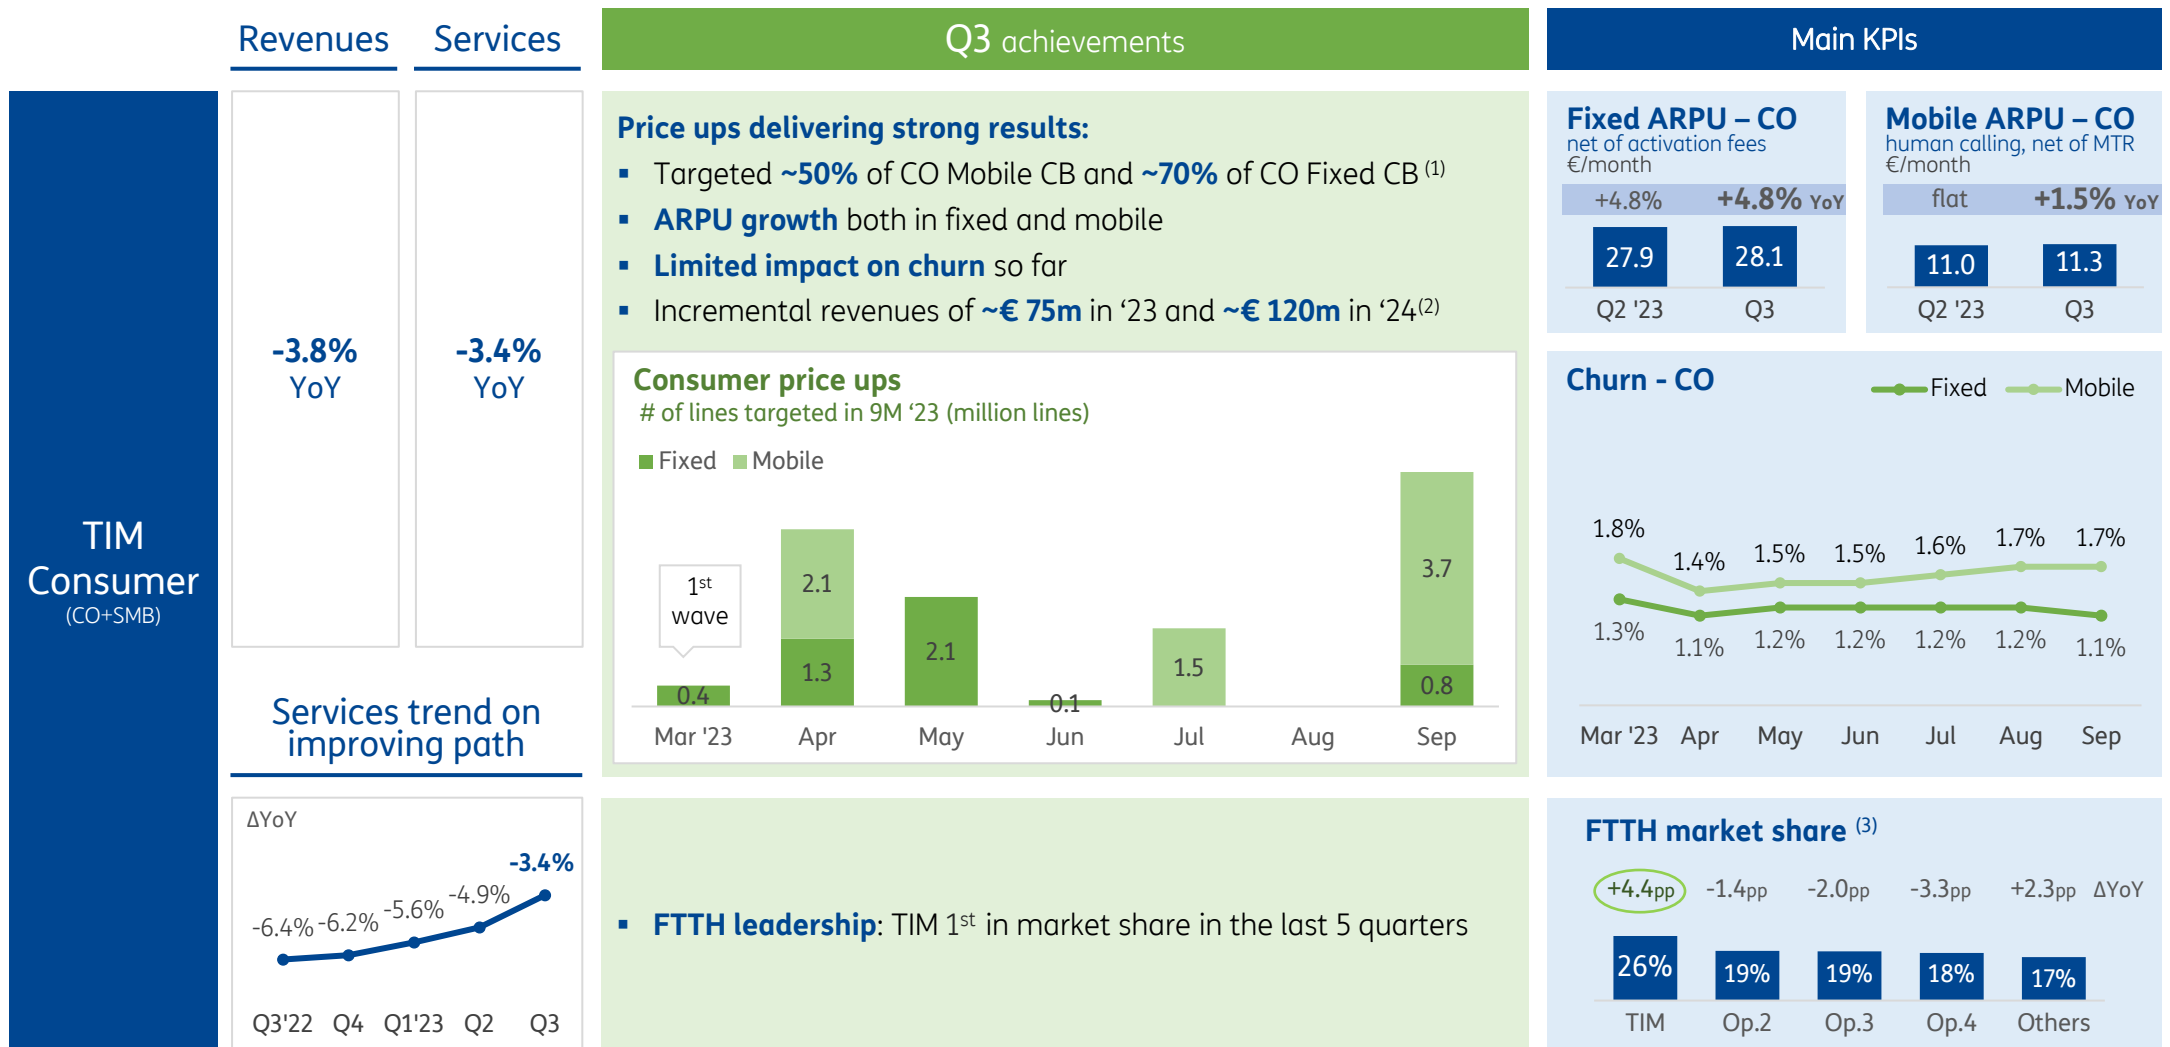 Revenues
Services
Q3 achievements
Main KPIs
TIM
Consumer
(CO+SMB)
-3.8%
YoY
-3.4%
YoY
Services trend on
improving path
ΔYoY
-6.4%
-6.2%
-5.6%
-4.9%
-3.4%
Q3'22
Q4
Q1'23
Q2
Q3
Price ups delivering strong results:
▪ Targeted ~50% of CO Mobile CB and ~70% of CO Fixed CB (1)
▪ ARPU growth both in fixed and mobile
▪ Limited impact on churn so far
▪ Incremental revenues of ~€ 75m in ‘23 and ~€ 120m in ‘24(2)
Consumer price ups
# of lines targeted in 9M ‘23 (million lines)
Fixed
Mobile
1st
wave
0.4
2.1
1.3
2.1
0.1
1.5
3.7
0.8
Mar '23
Apr
May
Jun
Jul
Aug
Sep
▪ FTTH leadership: TIM 1st in market share in the last 5 quarters
Fixed ARPU – CO
net of activation fees
€/month
+4.8%
+4.8% YoY
27.9
28.1
Q2 '23
Q3
Mobile ARPU – CO
human calling, net of MTR
€/month
flat
+1.5% YoY
11.0
11.3
Q2 '23
Q3
Churn - CO
Fixed
Mobile
1.8%
1.4%
1.5%
1.5%
1.6%
1.7%
1.7%
1.3%
1.1%
1.2%
1.2%
1.2%
1.2%
1.1%
Mar '23
Apr
May
Jun
Jul
Aug
Sep
FTTH market share (3)
+4.4pp
-1.4pp
-2.0pp
-3.3pp
+2.3pp
ΔYoY
26%
19%
19%
18%
17%
TIM
Op.2
Op.3
Op.4
Others